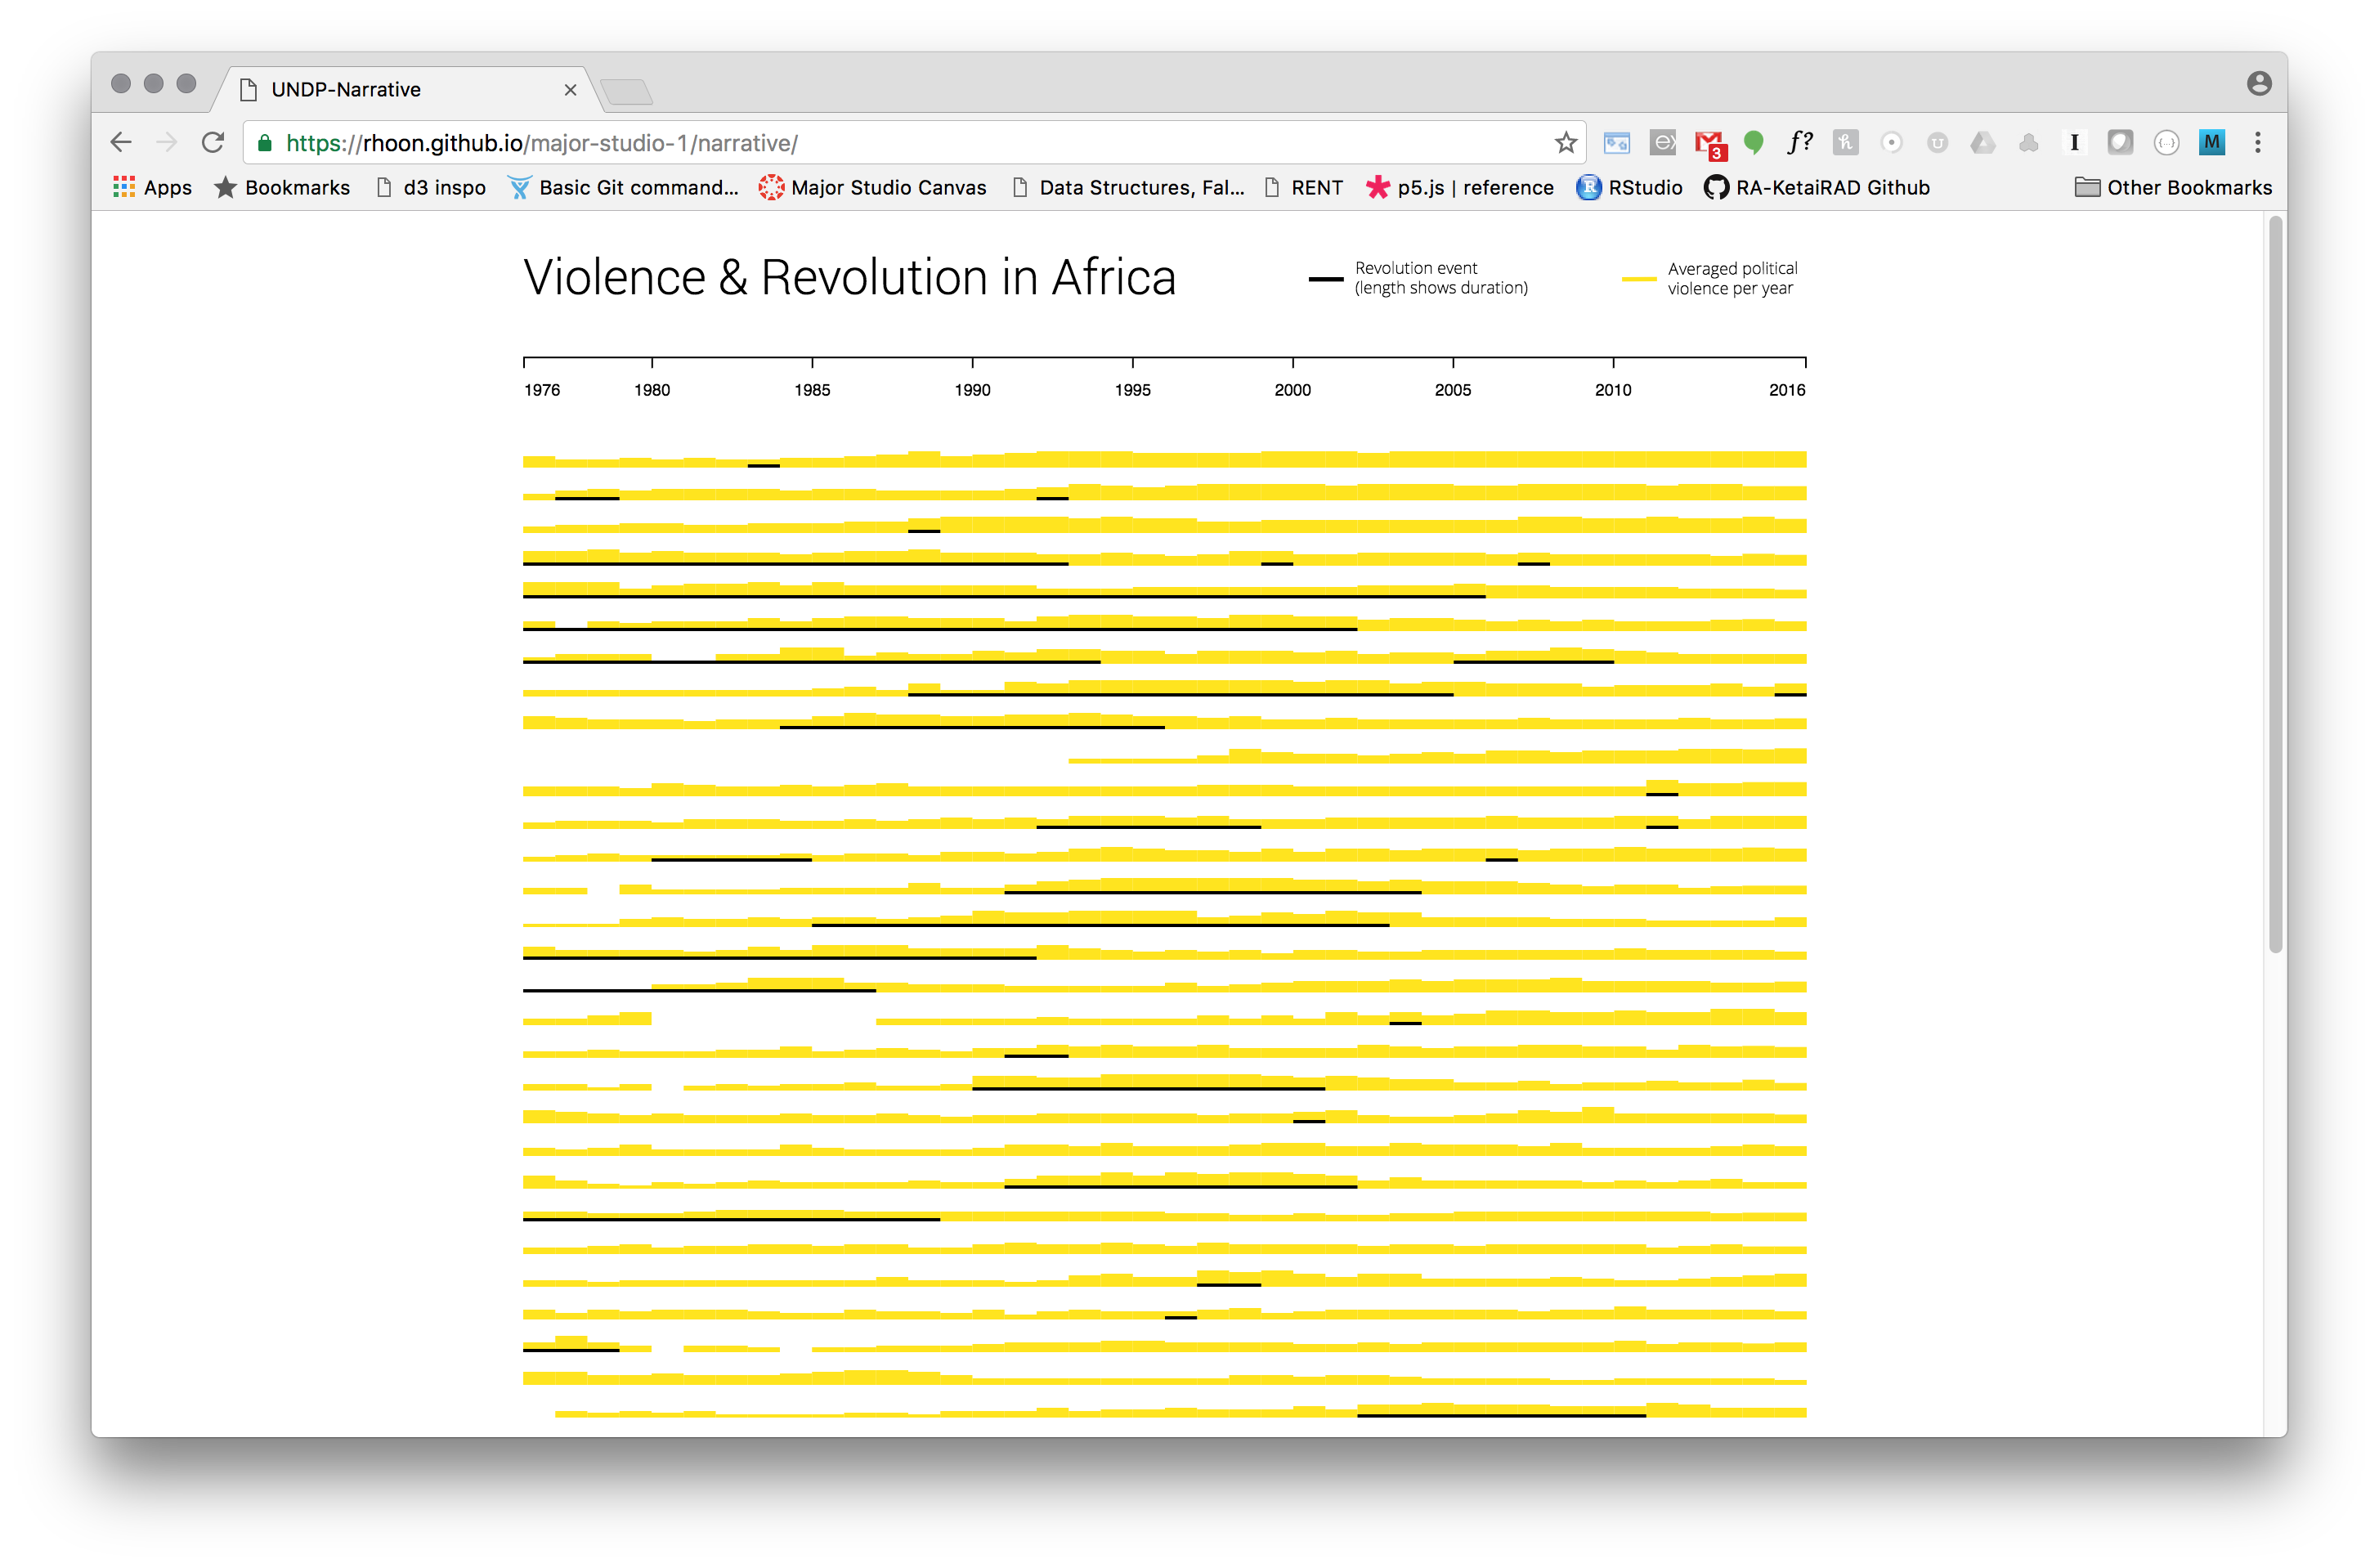 UNDP-Narrative
https://rhoon.github.io/major-studio-1/narrative/
ex
3
f?
h
U
I
{...}
M
Apps Bookmarks d3 inspo Basic Git command... Major Studio Canvas Data Structures, Fal... RENT p5.js | reference R RStudio RA-KetaiRAD Github Other Bookmarks
Violence & Revolution in Africa
Revolution event
(length shows duration)
Averaged political
violence per year
1976 1980 1985 1990 1995 2000 2005 2010 2016